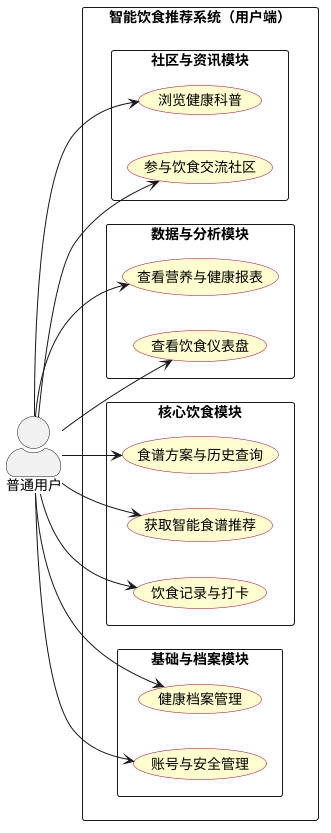 智能饮食推荐系统（用户端）
社区与资讯模块
浏览健康科普
参与饮食交流社区
数据与分析模块
查看营养与健康报表
查看饮食仪表盘
核心饮食模块
食谱方案与历史查询
普通用户
获取智能食谱推荐
饮食记录与打卡
基础与档案模块
健康档案管理
账号与安全管理